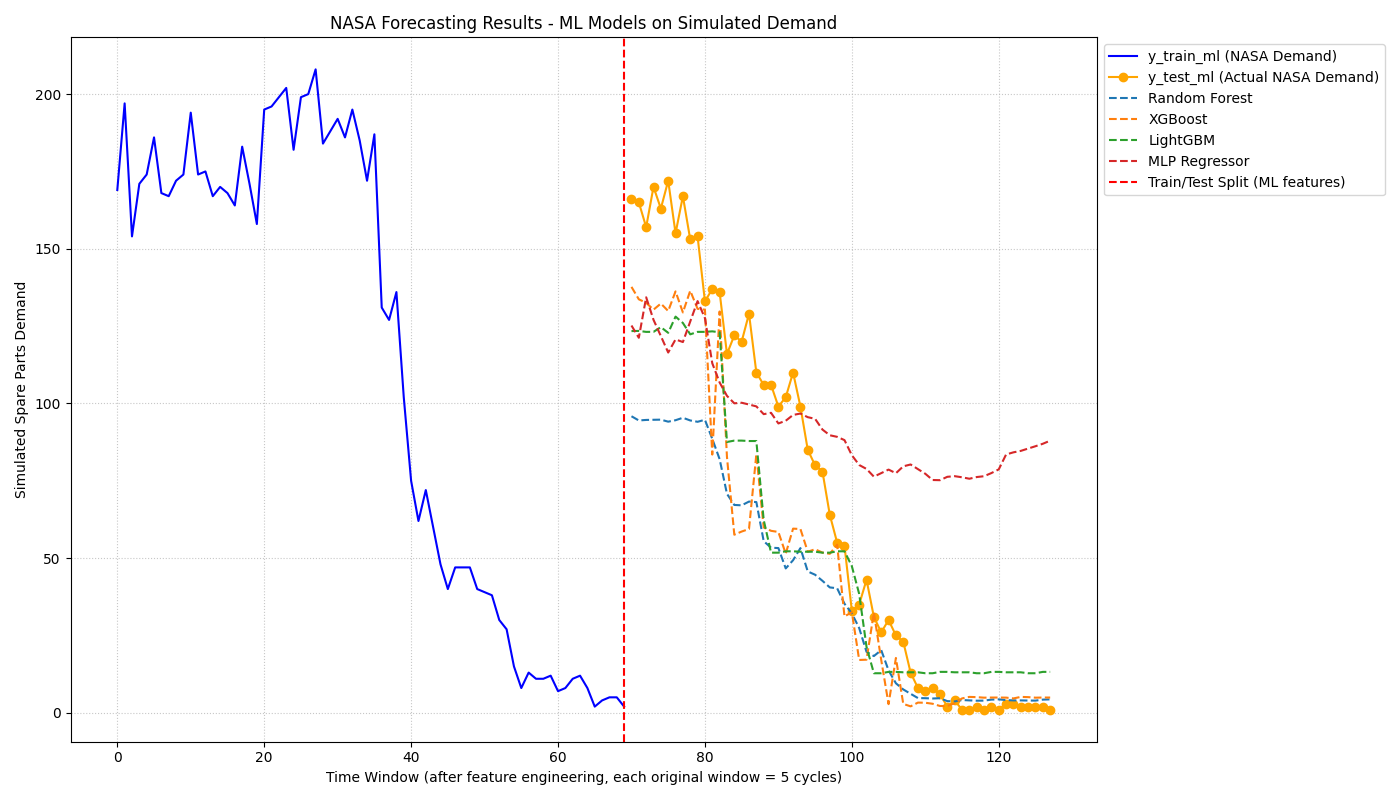 NASA Forecasting Results - ML Models on Simulated Demand
y_train_ml (NASA Demand)
y_test_ml (Actual NASA Demand)
Random Forest
XGBoost
LightGBM
MLP Regressor
Train/Test Split (ML features)
Simulated Spare Parts Demand
200
150
100
50
0
0 20 40 60 80 100 120
Time Window (after feature engineering, each original window = 5 cycles)